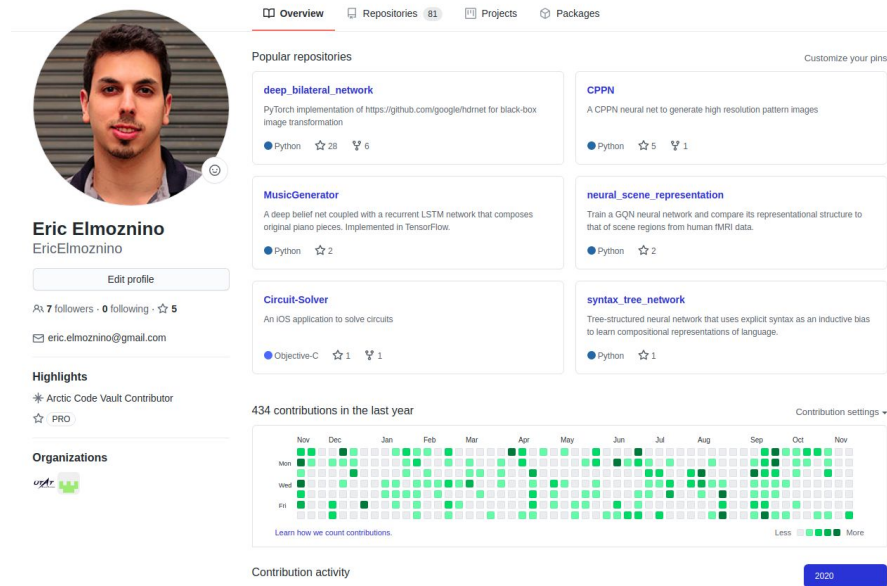 Overview
Repositories 81
Projects
Packages
Eric Elmoznino
EricElmoznino
Edit profile
7 followers · 0 following · 5
eric.elmoznino@gmail.com
Highlights
Arctic Code Vault Contributor
PRO
Organizations
Popular repositories
Customize your pins
deep_bilateral_network
PyTorch implementation of https://github.com/google/hdrnet for black-box
image transformation
Python 28 6
CPPN
A CPPN neural net to generate high resolution pattern images
Python 5 1
MusicGenerator
A deep belief net coupled with a recurrent LSTM network that composes
original piano pieces. Implemented in TensorFlow.
Python 2
neural_scene_representation
Train a GQN neural network and compare its representational structure to
that of scene regions from human fMRI data.
Python 2
Circuit-Solver
An iOS application to solve circuits
Objective-C 1 1
syntax_tree_network
Tree-structured neural network that uses explicit syntax as an inductive bias
to learn compositional representations of language.
Python 1
434 contributions in the last year
Contribution settings
Nov Dec Jan Feb Mar Apr May Jun Jul Aug Sep Oct Nov
Mon
Wed
Fri
Learn how we count contributions.
Less More
Contribution activity
2020